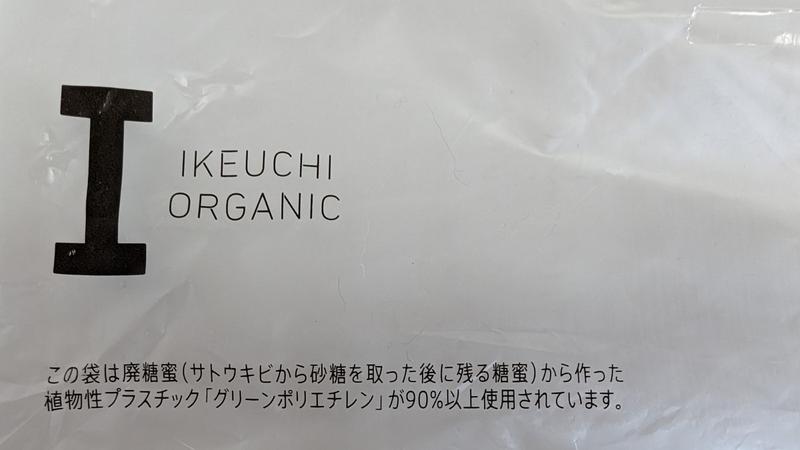 I
IKEUCHI
ORGANIC
この袋は廃糖蜜(サトウキビから砂糖を取った後に残る糖蜜)から作った
植物性プラスチック「グリーンポリエチレン」が90%以上使用されています。